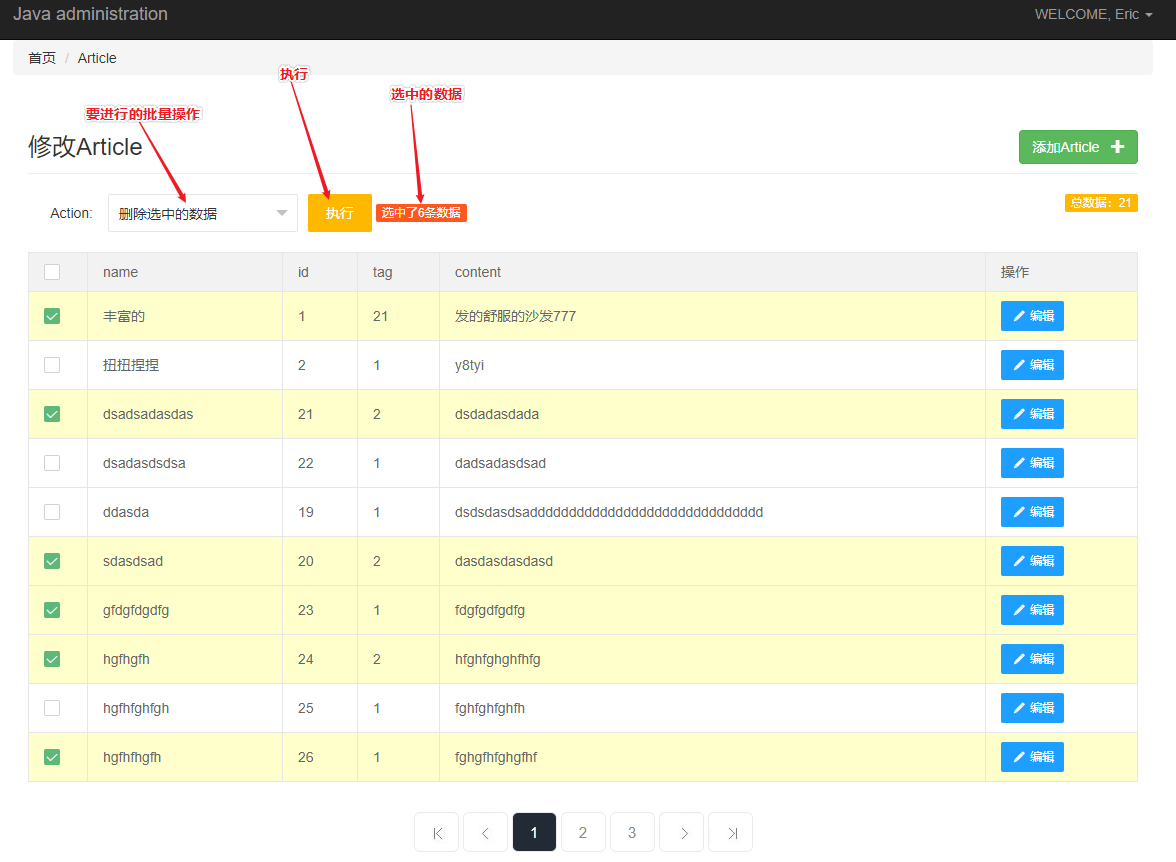 Java administration WELCOME, Eric
首页 / Article
执行
选中的数据
要进行的批量操作
修改Article 添加Article
Action: 删除选中的数据 执行 选中了6条数据 总数据：21
name id tag content 操作
丰富的 1 21 发的舒服的沙发777 编辑
扭扭捏捏 2 1 y8tyi 编辑
dsadsadasdas 21 2 dsdadasdada 编辑
dsadasdsdsa 22 1 dadsadasdsad 编辑
ddasda 19 1 dsdsdasdsadddddddddddddddddddddddddddddd 编辑
sdasdsad 20 2 dasdasdasdasd 编辑
gfdgfdgdfg 23 1 fdgfgdfgdfg 编辑
hgfhgfh 24 2 hfghfghghfhfg 编辑
hgfhfghfgh 25 1 fghfghfghfh 编辑
hgfhfhgfh 26 1 fghgfhfghgfhf 编辑
1 2 3